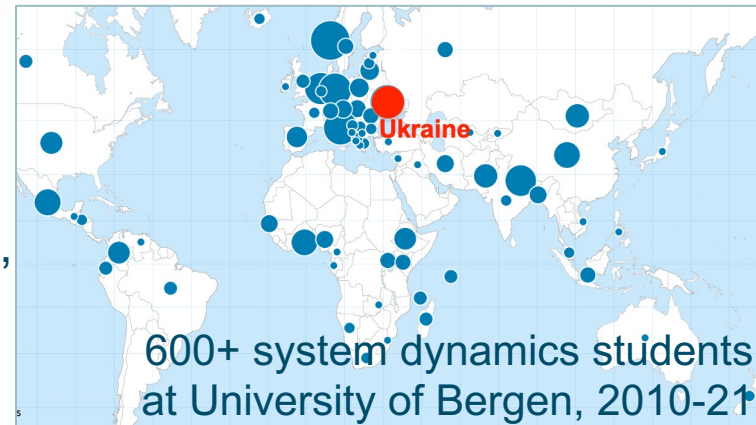 Ukraine
,
600+ system dynamics students
at University of Bergen, 2010-21
s